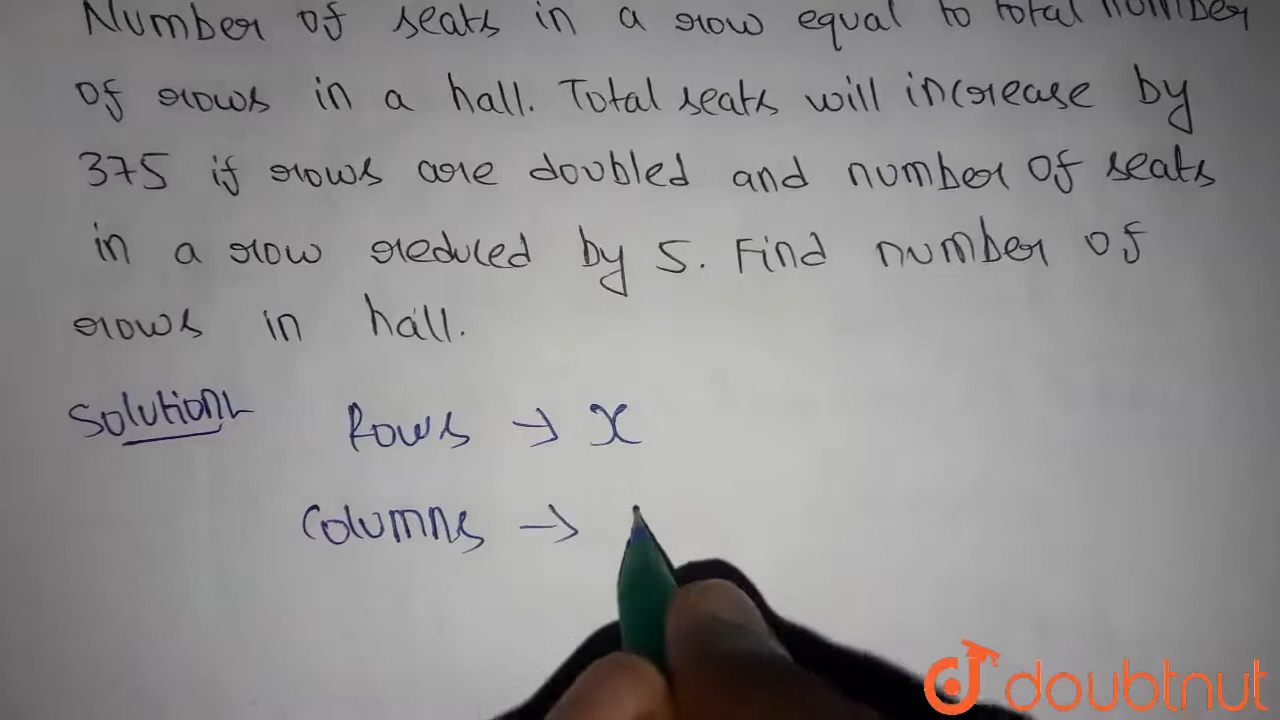 Number of seats in a row equal to total number
of rows in a hall. Total seats will increase by
375 if rows are doubled and number of seats
in a row reduced by 5. Find number of
rows in hall.
Solution
Rows → x
Columns →
doubtnut